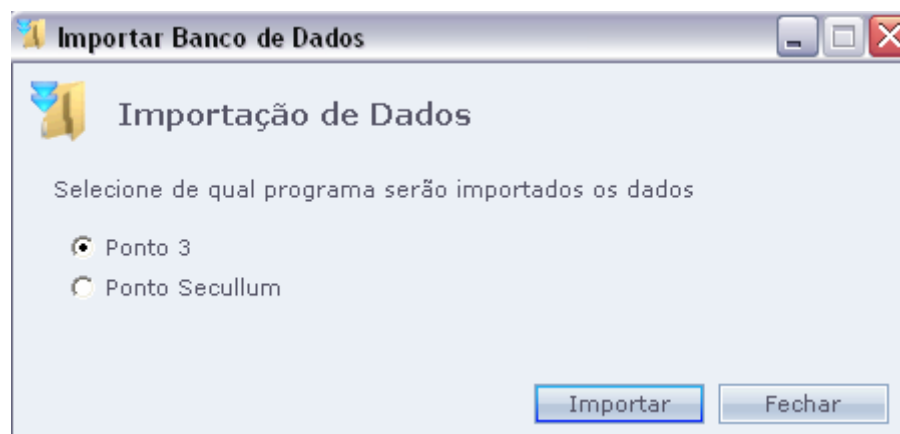 Importar Banco de Dados
Importação de Dados
Selecione de qual programa serão importados os dados
Ponto 3
Ponto Secullum
Importar Fechar